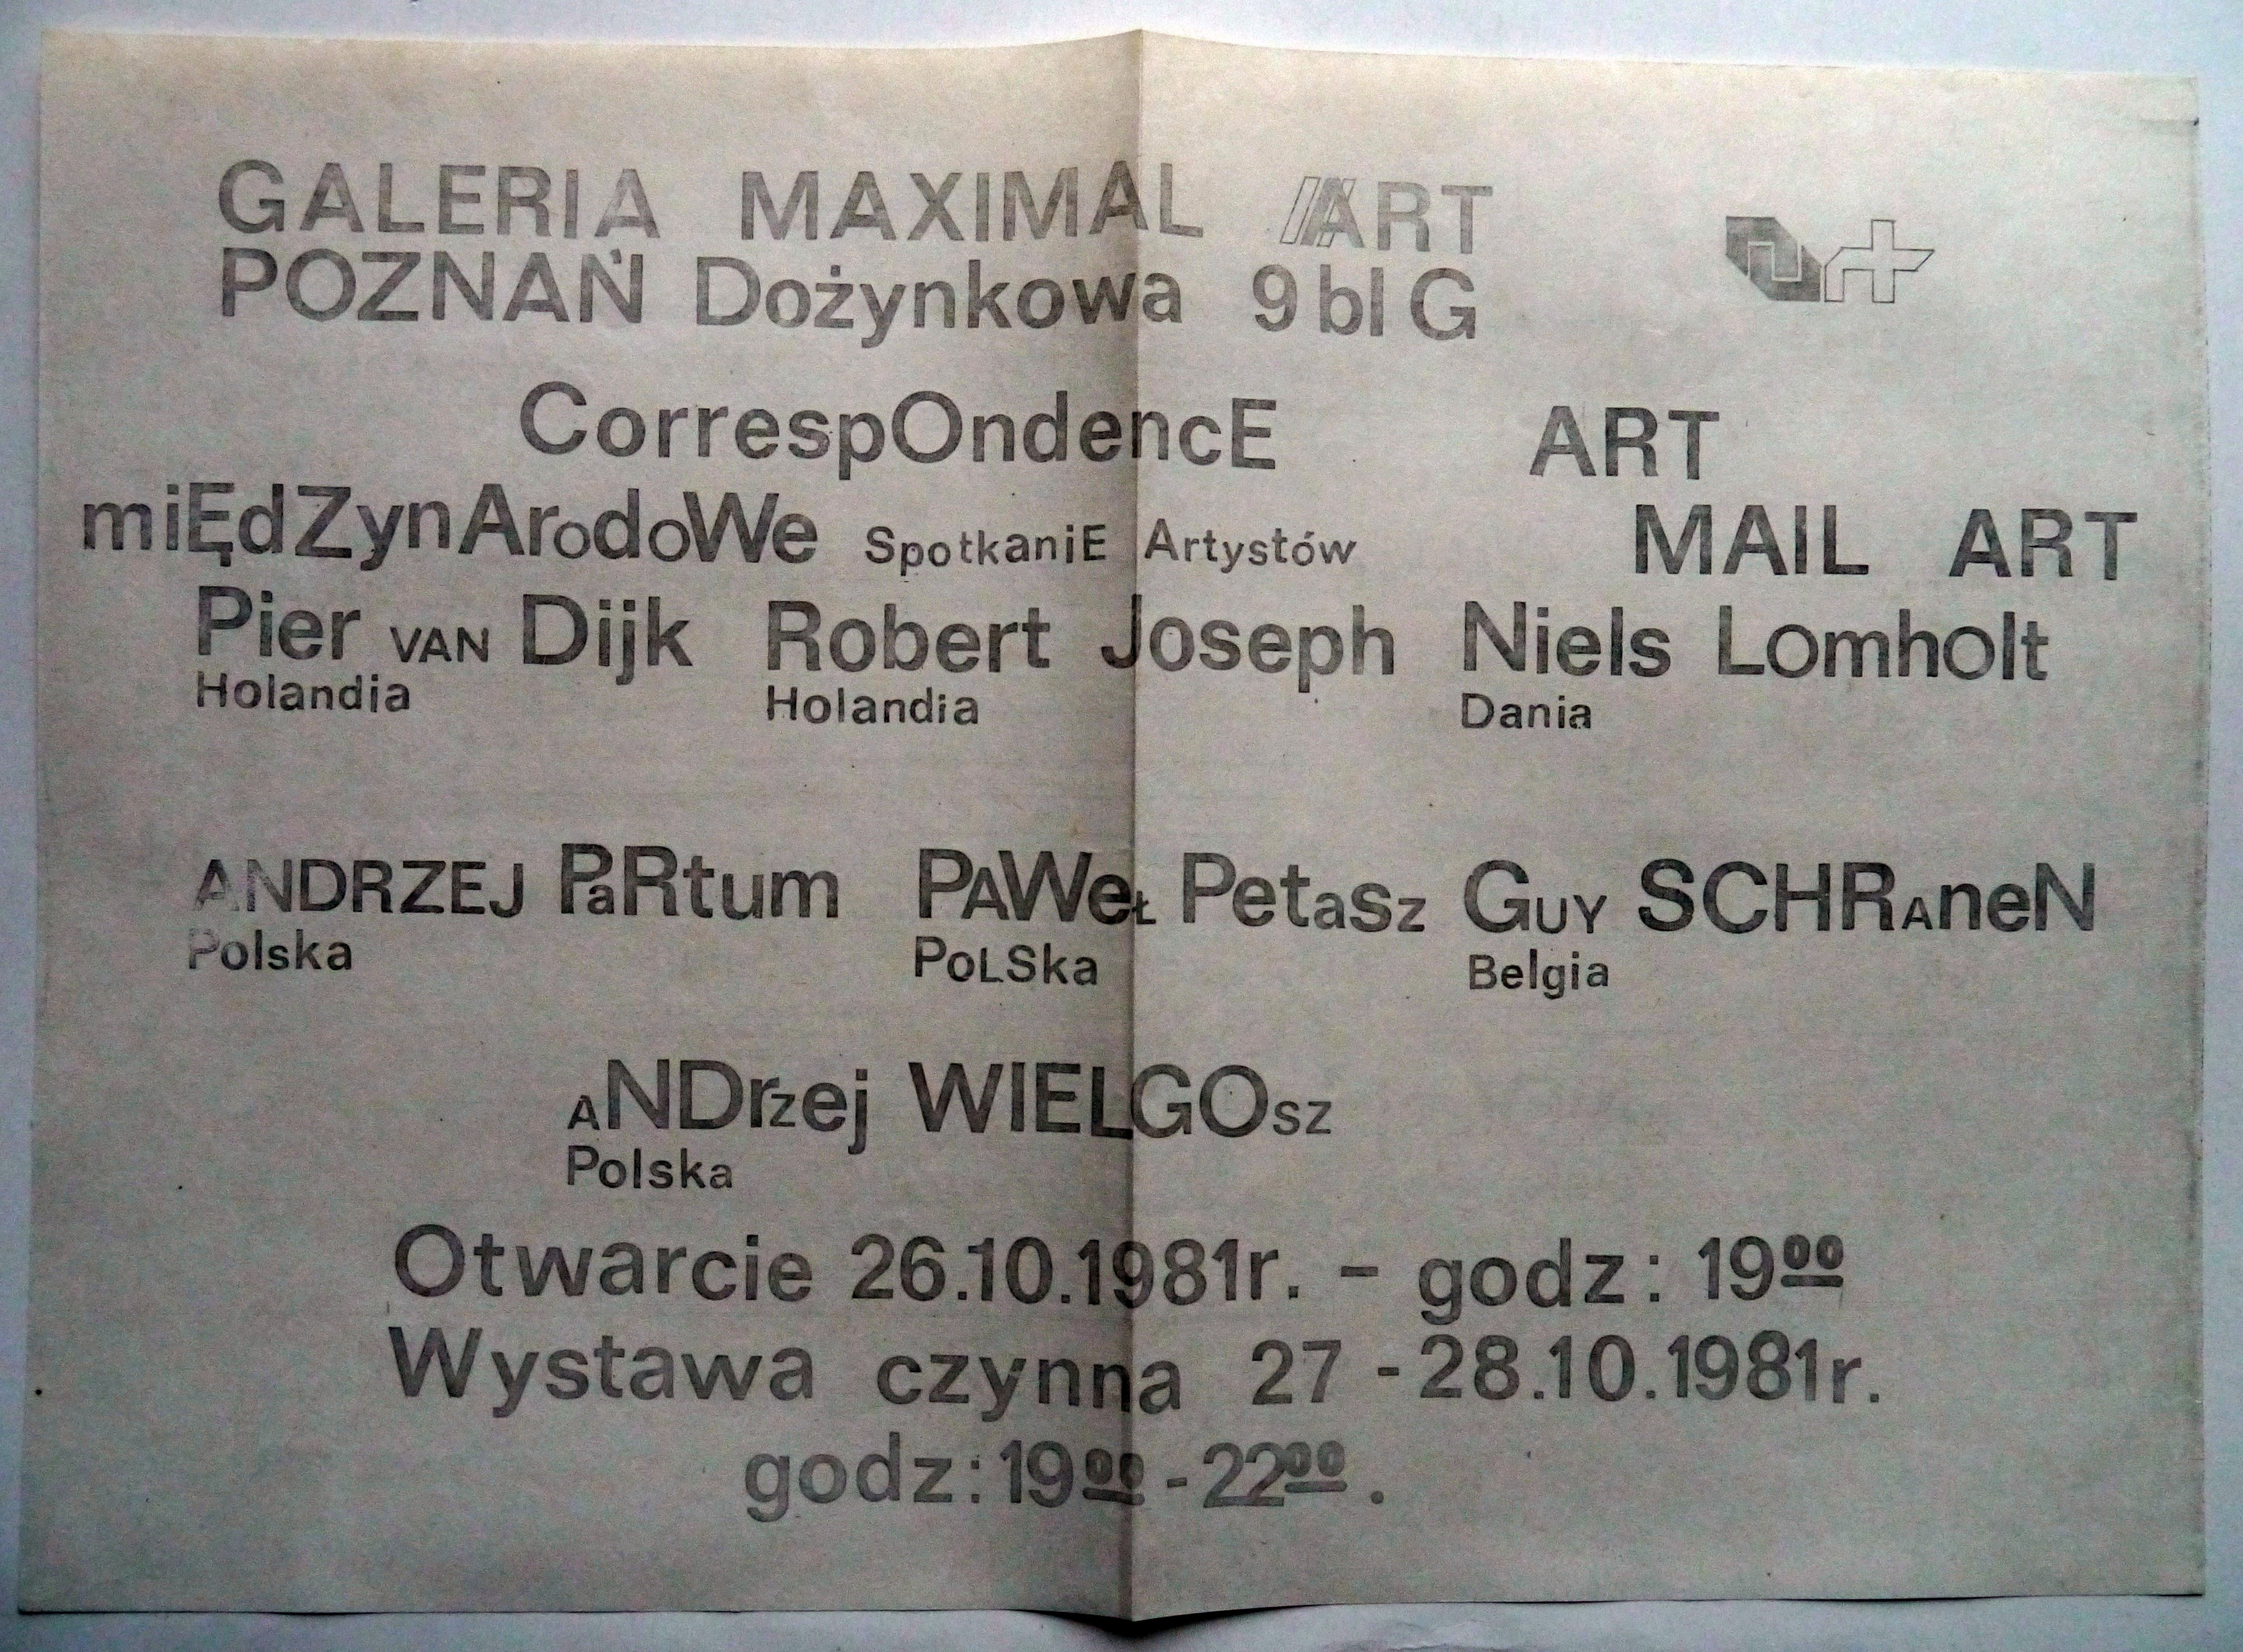 GALERIA MAXIMAL ART
art
POZNAŃ Dożynkowa 9 bl G
CorrespOndencE ART
miĘdZynArodoWe SpotkaniE Artystów MAIL ART
Pier VAN Dijk Robert Joseph Niels Lomholt
Holandia Holandia Dania
ANDRZEJ PaRtum PAWeŁ PetaSz GUY SCHRAneN
Polska PoLSka Belgia
ANDrzej WIELGOsz
Polska
Otwarcie 26.10.1981r. - godz: 19⁰⁰
Wystawa czynna 27 - 28.10.1981r.
godz: 19⁰⁰ - 22⁰⁰.